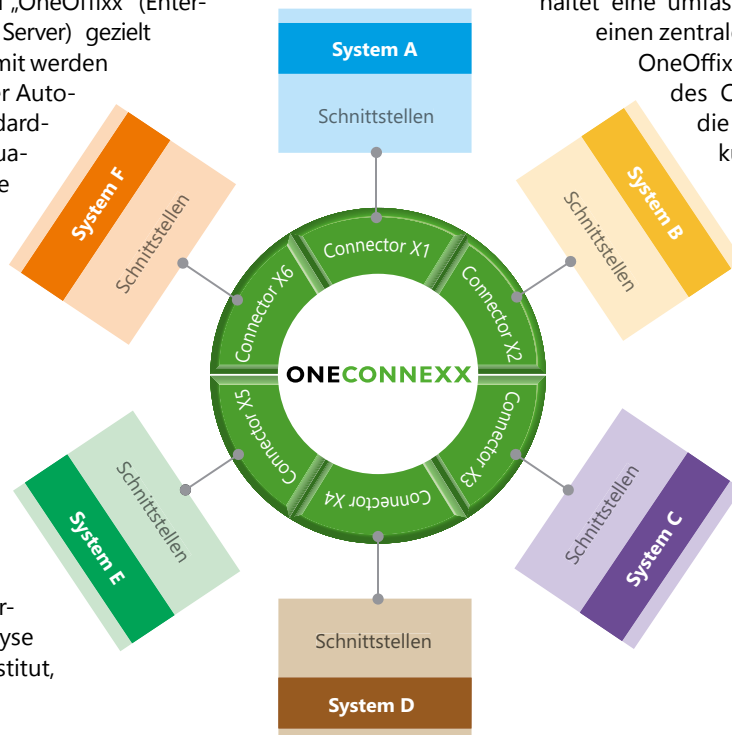 „OneOffixx“ (Enter-
Server) gezielt
mit werden
er Auto-
dard-
ua-
e
haltet eine umfas
einen zentrale
OneOffix
des C
die
ku
System A
Schnittstellen
System F
Schnittstellen
System B
Schnittstellen
Connector X1
Connector X6
Connector X2
ONECONNEXX
Connector X5
Connector X3
Connector X4
System E
Schnittstellen
System C
Schnittstellen
r-
yse
stitut,
Schnittstellen
System D